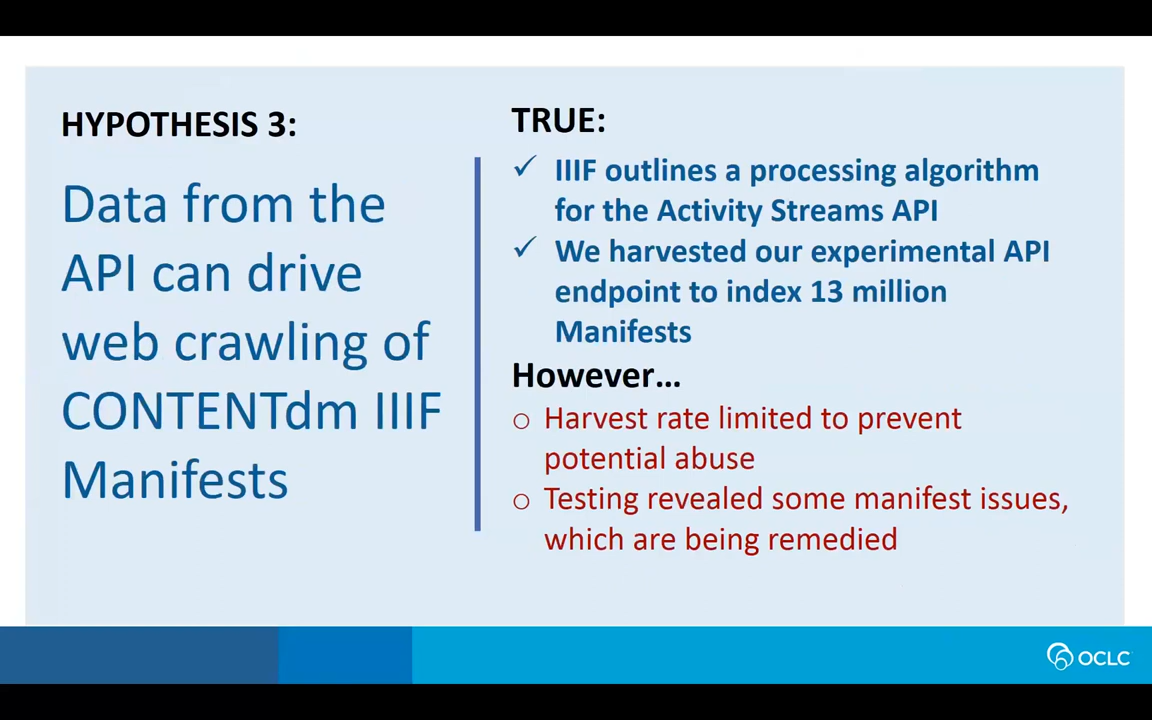 HYPOTHESIS 3:
Data from the
API can drive
web crawling of
CONTENTdm IIIF
Manifests
TRUE:
✓ IIIF outlines a processing algorithm
for the Activity Streams API
✓ We harvested our experimental API
endpoint to index 13 million
Manifests
However…
o Harvest rate limited to prevent
potential abuse
o Testing revealed some manifest issues,
which are being remedied
OCLC